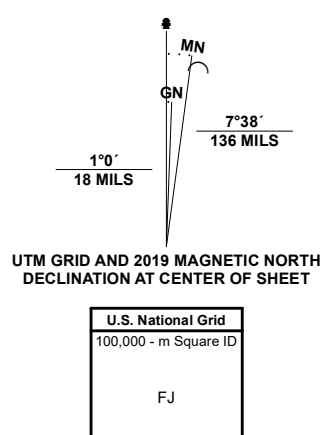 MN
GN
7°38´
136 MILS
1°0´
18 MILS
UTM GRID AND 2019 MAGNETIC NORTH
DECLINATION AT CENTER OF SHEET
U.S. National Grid
100,000 - m Square ID
FJ